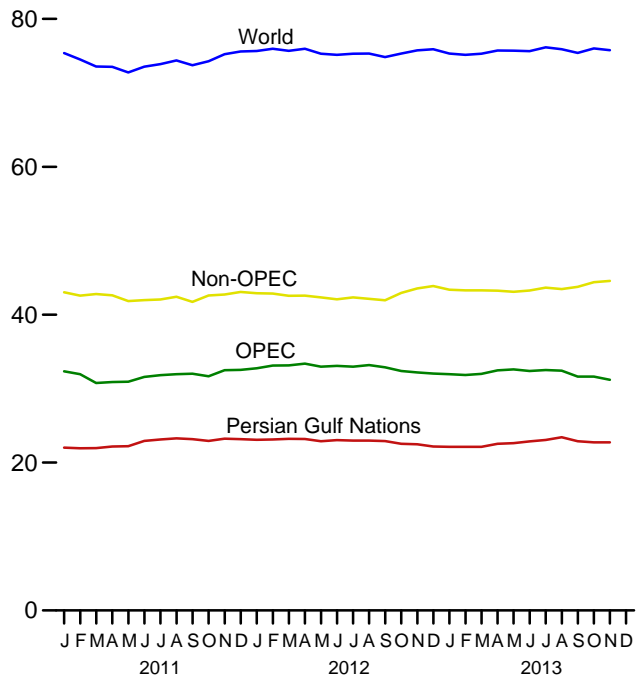 80
World
60
Non-OPEC
40
OPEC
Persian Gulf Nations
20
0
J F M A M J J A S O N D J F M A M J J A S O N D J F M A M J J A S O N D
2011 2012 2013